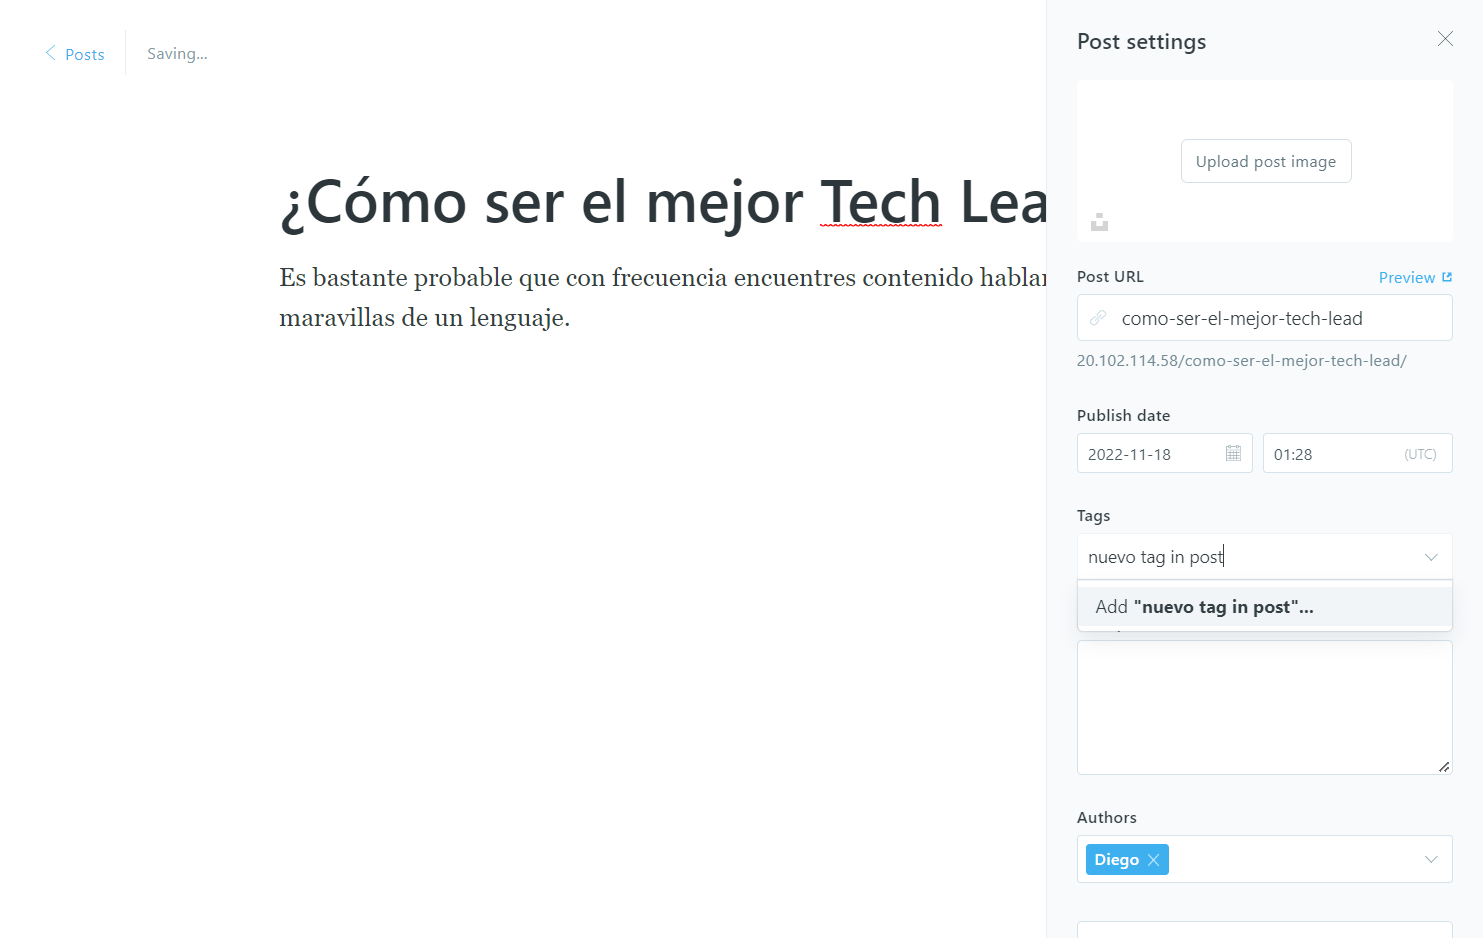 Posts
Saving...
¿Cómo ser el mejor Tech Lea
Es bastante probable que con frecuencia encuentres contenido hablan
maravillas de un lenguaje.
Post settings
Upload post image
Post URL
Preview
como-ser-el-mejor-tech-lead
20.102.114.58/como-ser-el-mejor-tech-lead/
Publish date
2022-11-18
01:28
(UTC)
Tags
nuevo tag in post
Add "nuevo tag in post"...
Authors
Diego